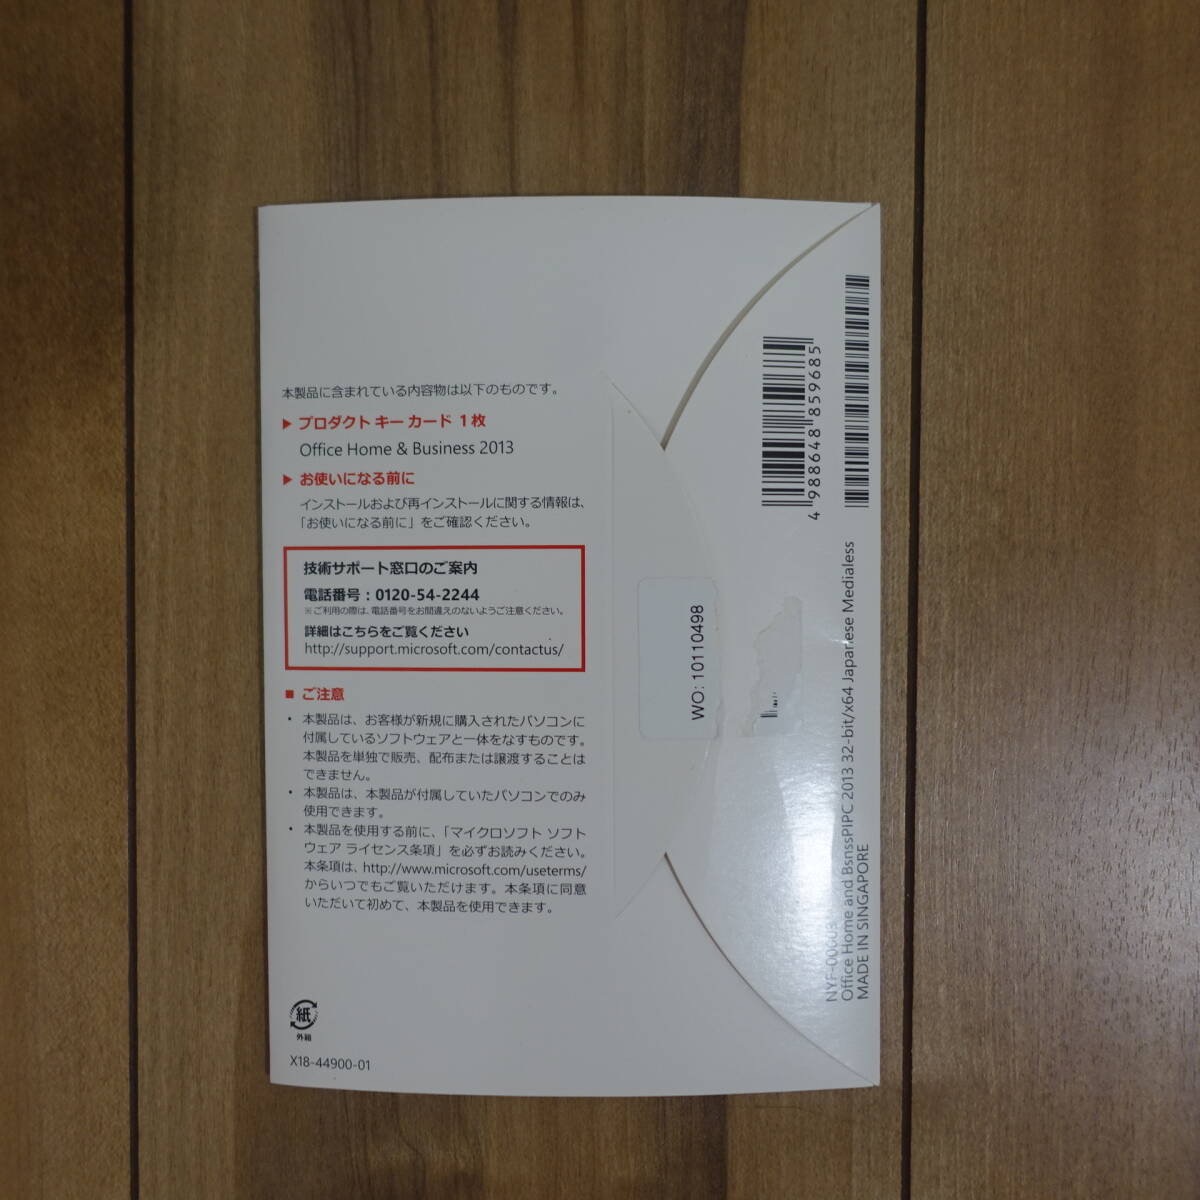 本製品に含まれている内容物は以下のものです。
▶ プロダクト キー カード 1枚
Office Home & Business 2013
▶ お使いになる前に
インストールおよび再インストールに関する情報は、
「お使いになる前に」をご確認ください。
技術サポート窓口のご案内
電話番号：0120-54-2244
※ご利用の際は、電話番号をお間違えのないようご注意ください。
詳細はこちらをご覧ください
http://support.microsoft.com/contactus/
■ ご注意
• 本製品は、お客様が新規に購入されたパソコンに
付属しているソフトウェアと一体をなすものです。
本製品を単独で販売、配布または譲渡することは
できません。
• 本製品は、本製品が付属していたパソコンでのみ
使用できます。
• 本製品を使用する前に、「マイクロソフト ソフト
ウェア ライセンス条項」を必ずお読みください。
本条項は、http://www.microsoft.com/useterms/
からいつでもご覧いただけます。本条項に同意
いただいて初めて、本製品を使用できます。
紙
外箱
X18-44900-01
WO: 10110498
4 988648 859685
Office Home and BsnssPIPC 2013 32-bit/x64 Japanese Medialess
MADE IN SINGAPORE